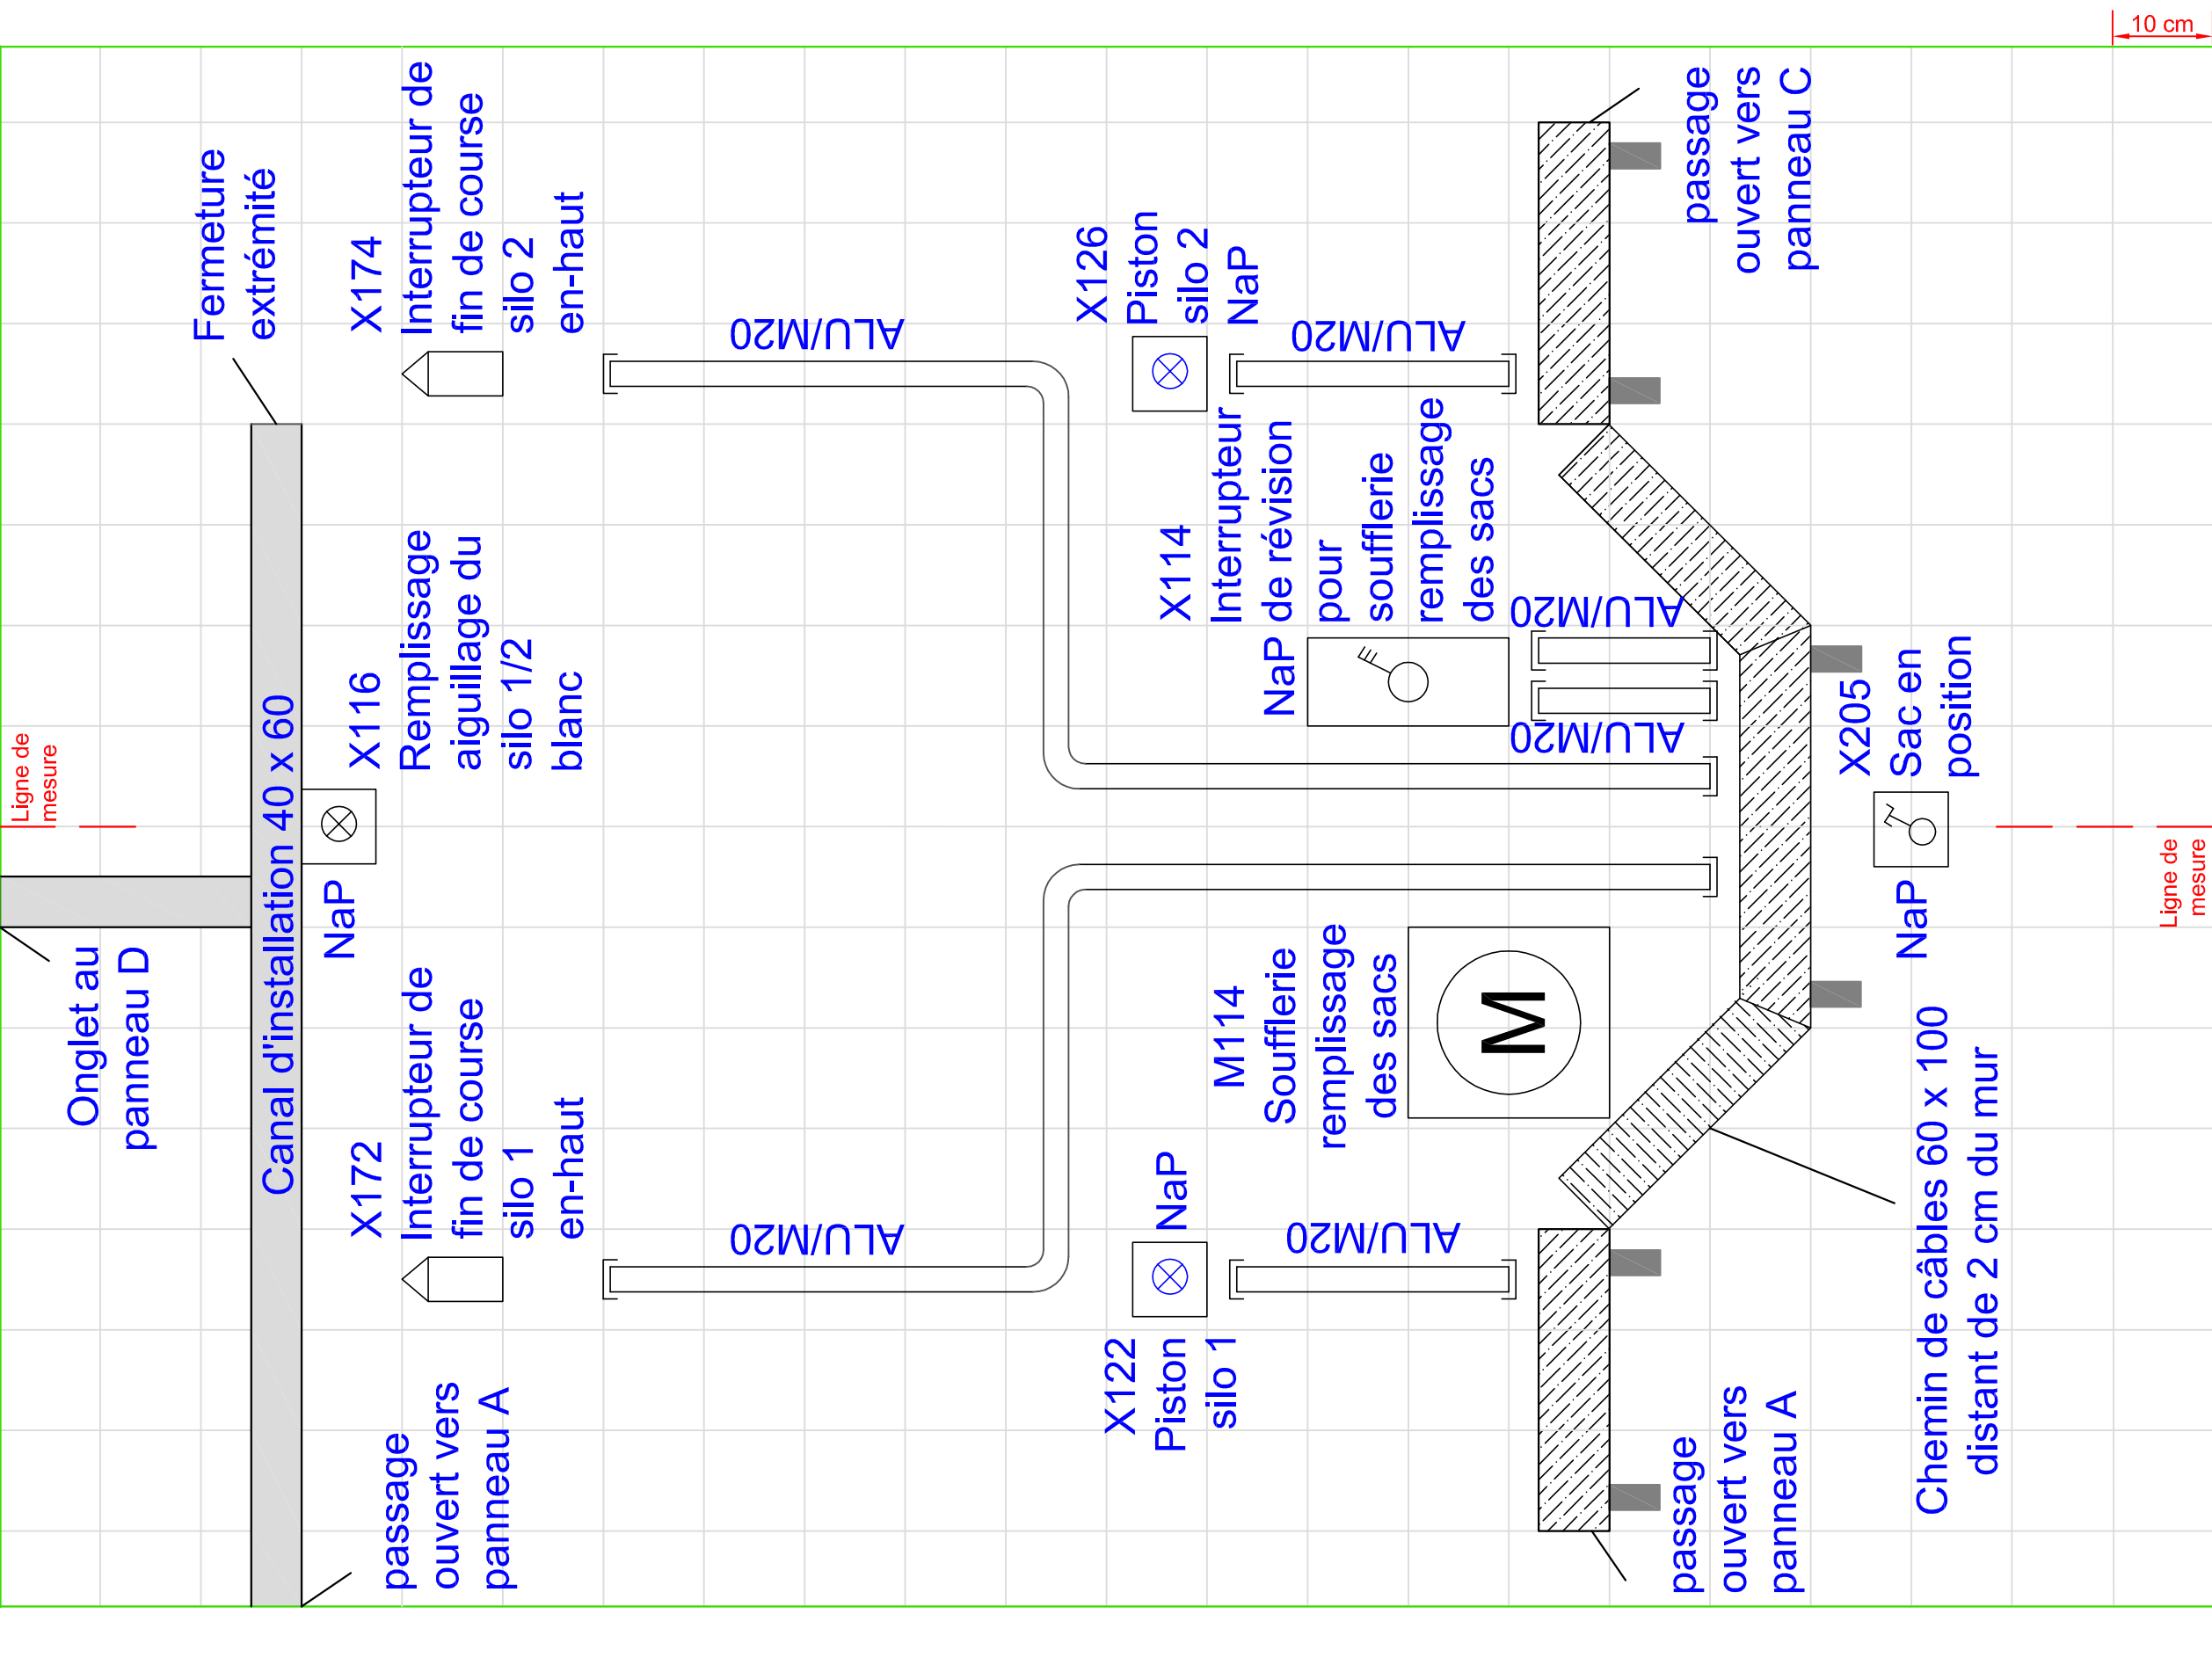 10 cm
Fermeture
extrémité
X174
Interrupteur de
fin de course
silo 2
en-haut
X126
Piston
silo 2
NaP
passage
ouvert vers
panneau C
ALU/M20
ALU/M20
Ligne de
mesure
Canal d'installation 40 x 60
X116
Remplissage
aiguillage du
silo 1/2
blanc
NaP
X114
Interrupteur
de révision
pour
soufflerie
remplissage
des sacs
NaP
ALU/M20
ALU/M20
X205
Sac en
position
NaP
Ligne de
mesure
Onglet au
panneau D
X172
Interrupteur de
fin de course
silo 1
en-haut
M114
Soufflerie
remplissage
des sacs
M
ALU/M20
NaP
ALU/M20
X122
Piston
silo 1
passage
ouvert vers
panneau A
passage
ouvert vers
panneau A
Chemin de câbles 60 x 100
distant de 2 cm du mur